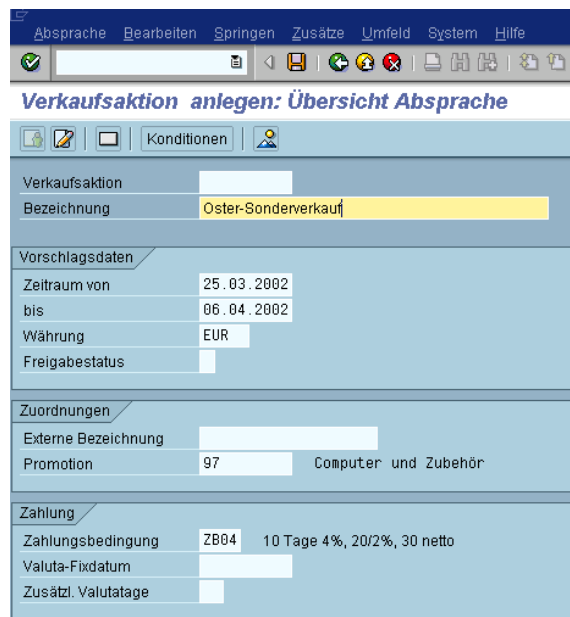 Absprache Bearbeiten Springen Zusätze Umfeld System Hilfe
Verkaufsaktion anlegen: Übersicht Absprache
Konditionen
Verkaufsaktion
Bezeichnung Oster-Sonderverkauf
Vorschlagsdaten
Zeitraum von 25.03.2002
bis 06.04.2002
Währung EUR
Freigabestatus
Zuordnungen
Externe Bezeichnung
Promotion 97 Computer und Zubehör
Zahlung
Zahlungsbedingung ZB04 10 Tage 4%, 20/2%, 30 netto
Valuta-Fixdatum
Zusätzl. Valutatage